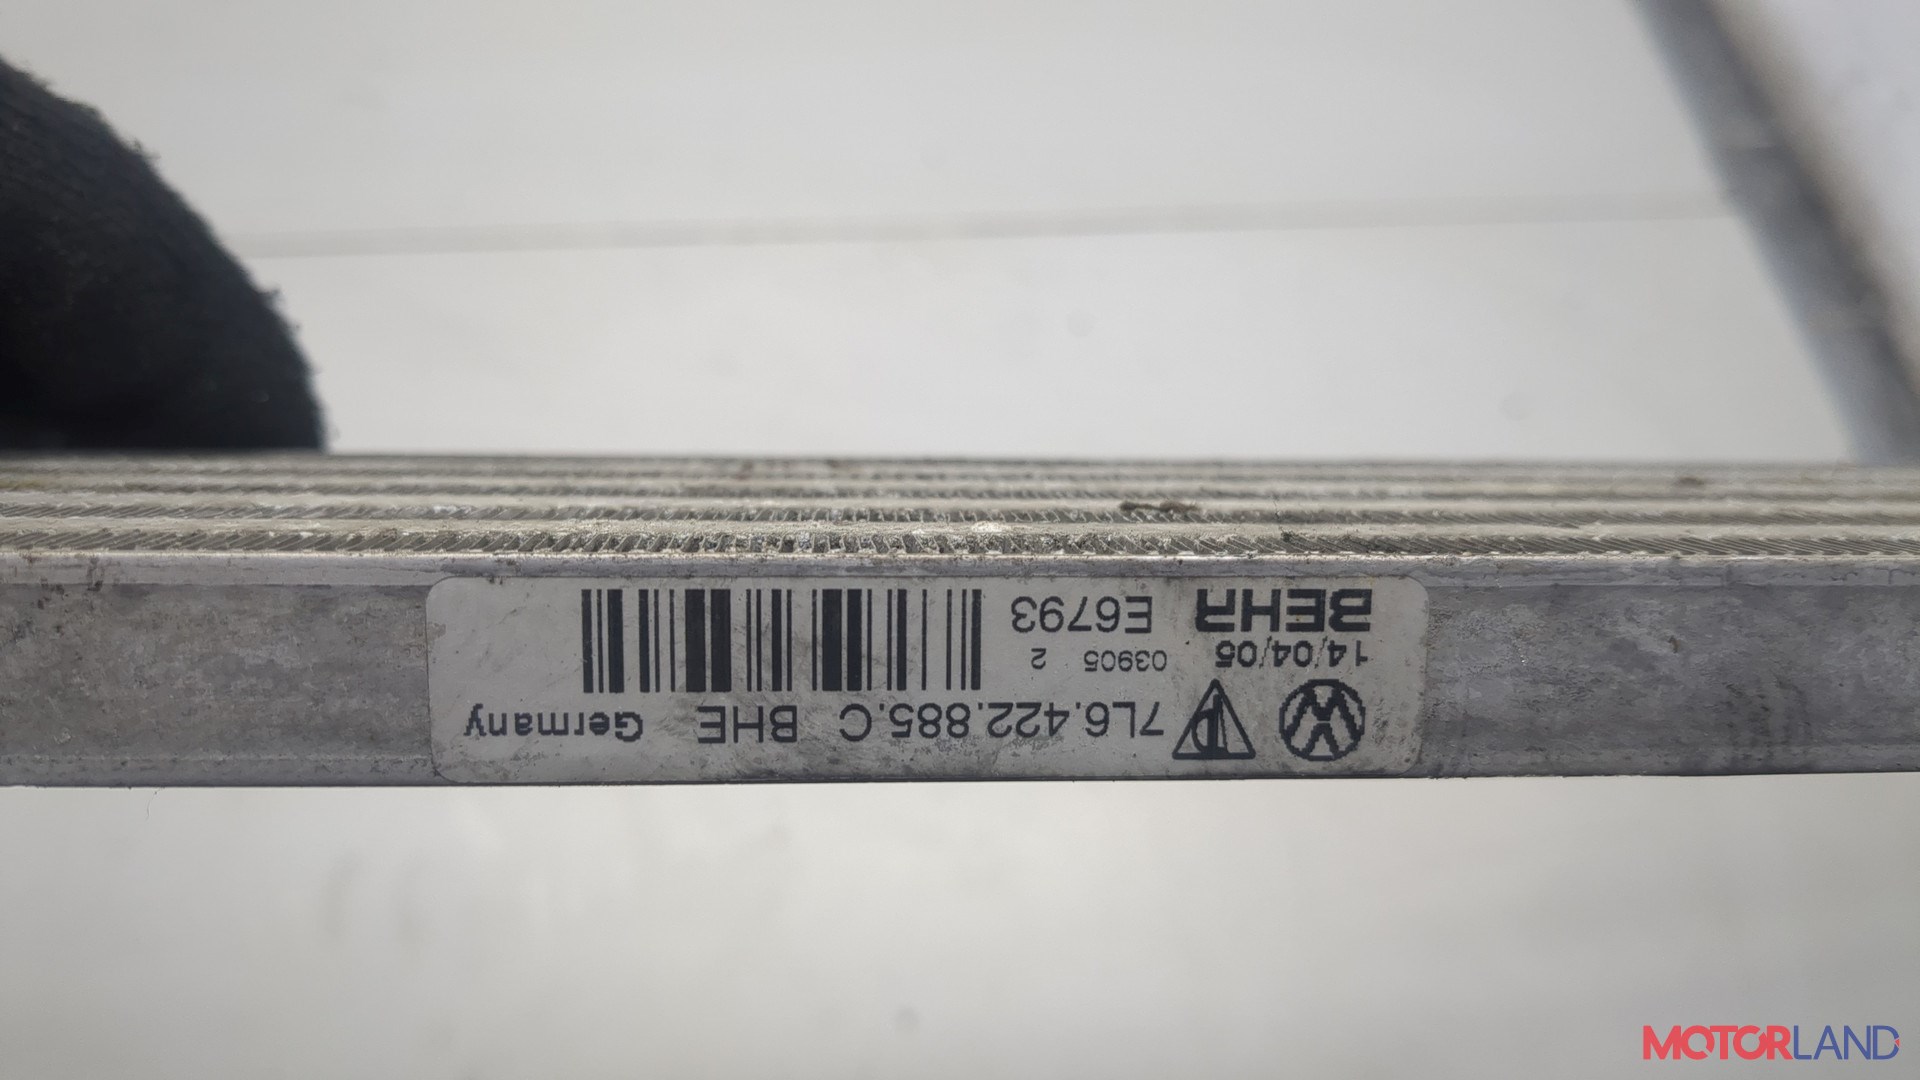 7L6.422.885.C BHE Germany
14/04/05 03905 2
BEHR E6793
MOTORLAND